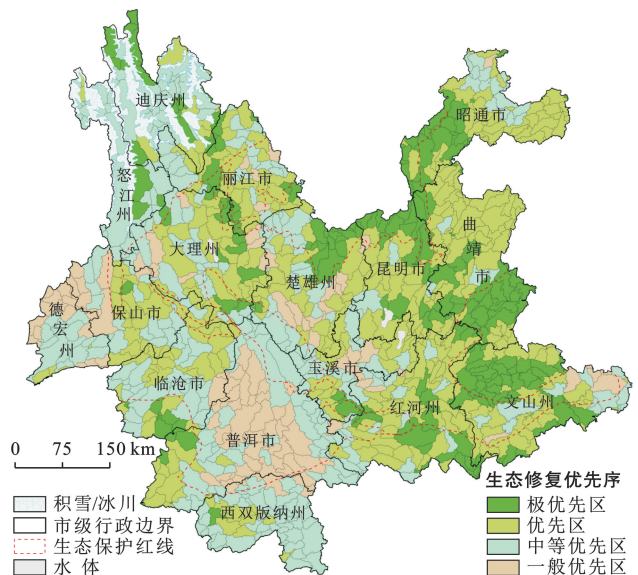 迪庆州
昭通市
怒江州
丽江市
曲靖市
大理州
楚雄州
昆明市
德宏州
保山市
玉溪市
临沧市
红河州
文山州
普洱市
西双版纳州
0 75 150 km
积雪/冰川
市级行政边界
生态保护红线
水 体
生态修复优先序
极优先区
优先区
中等优先区
一般优先区